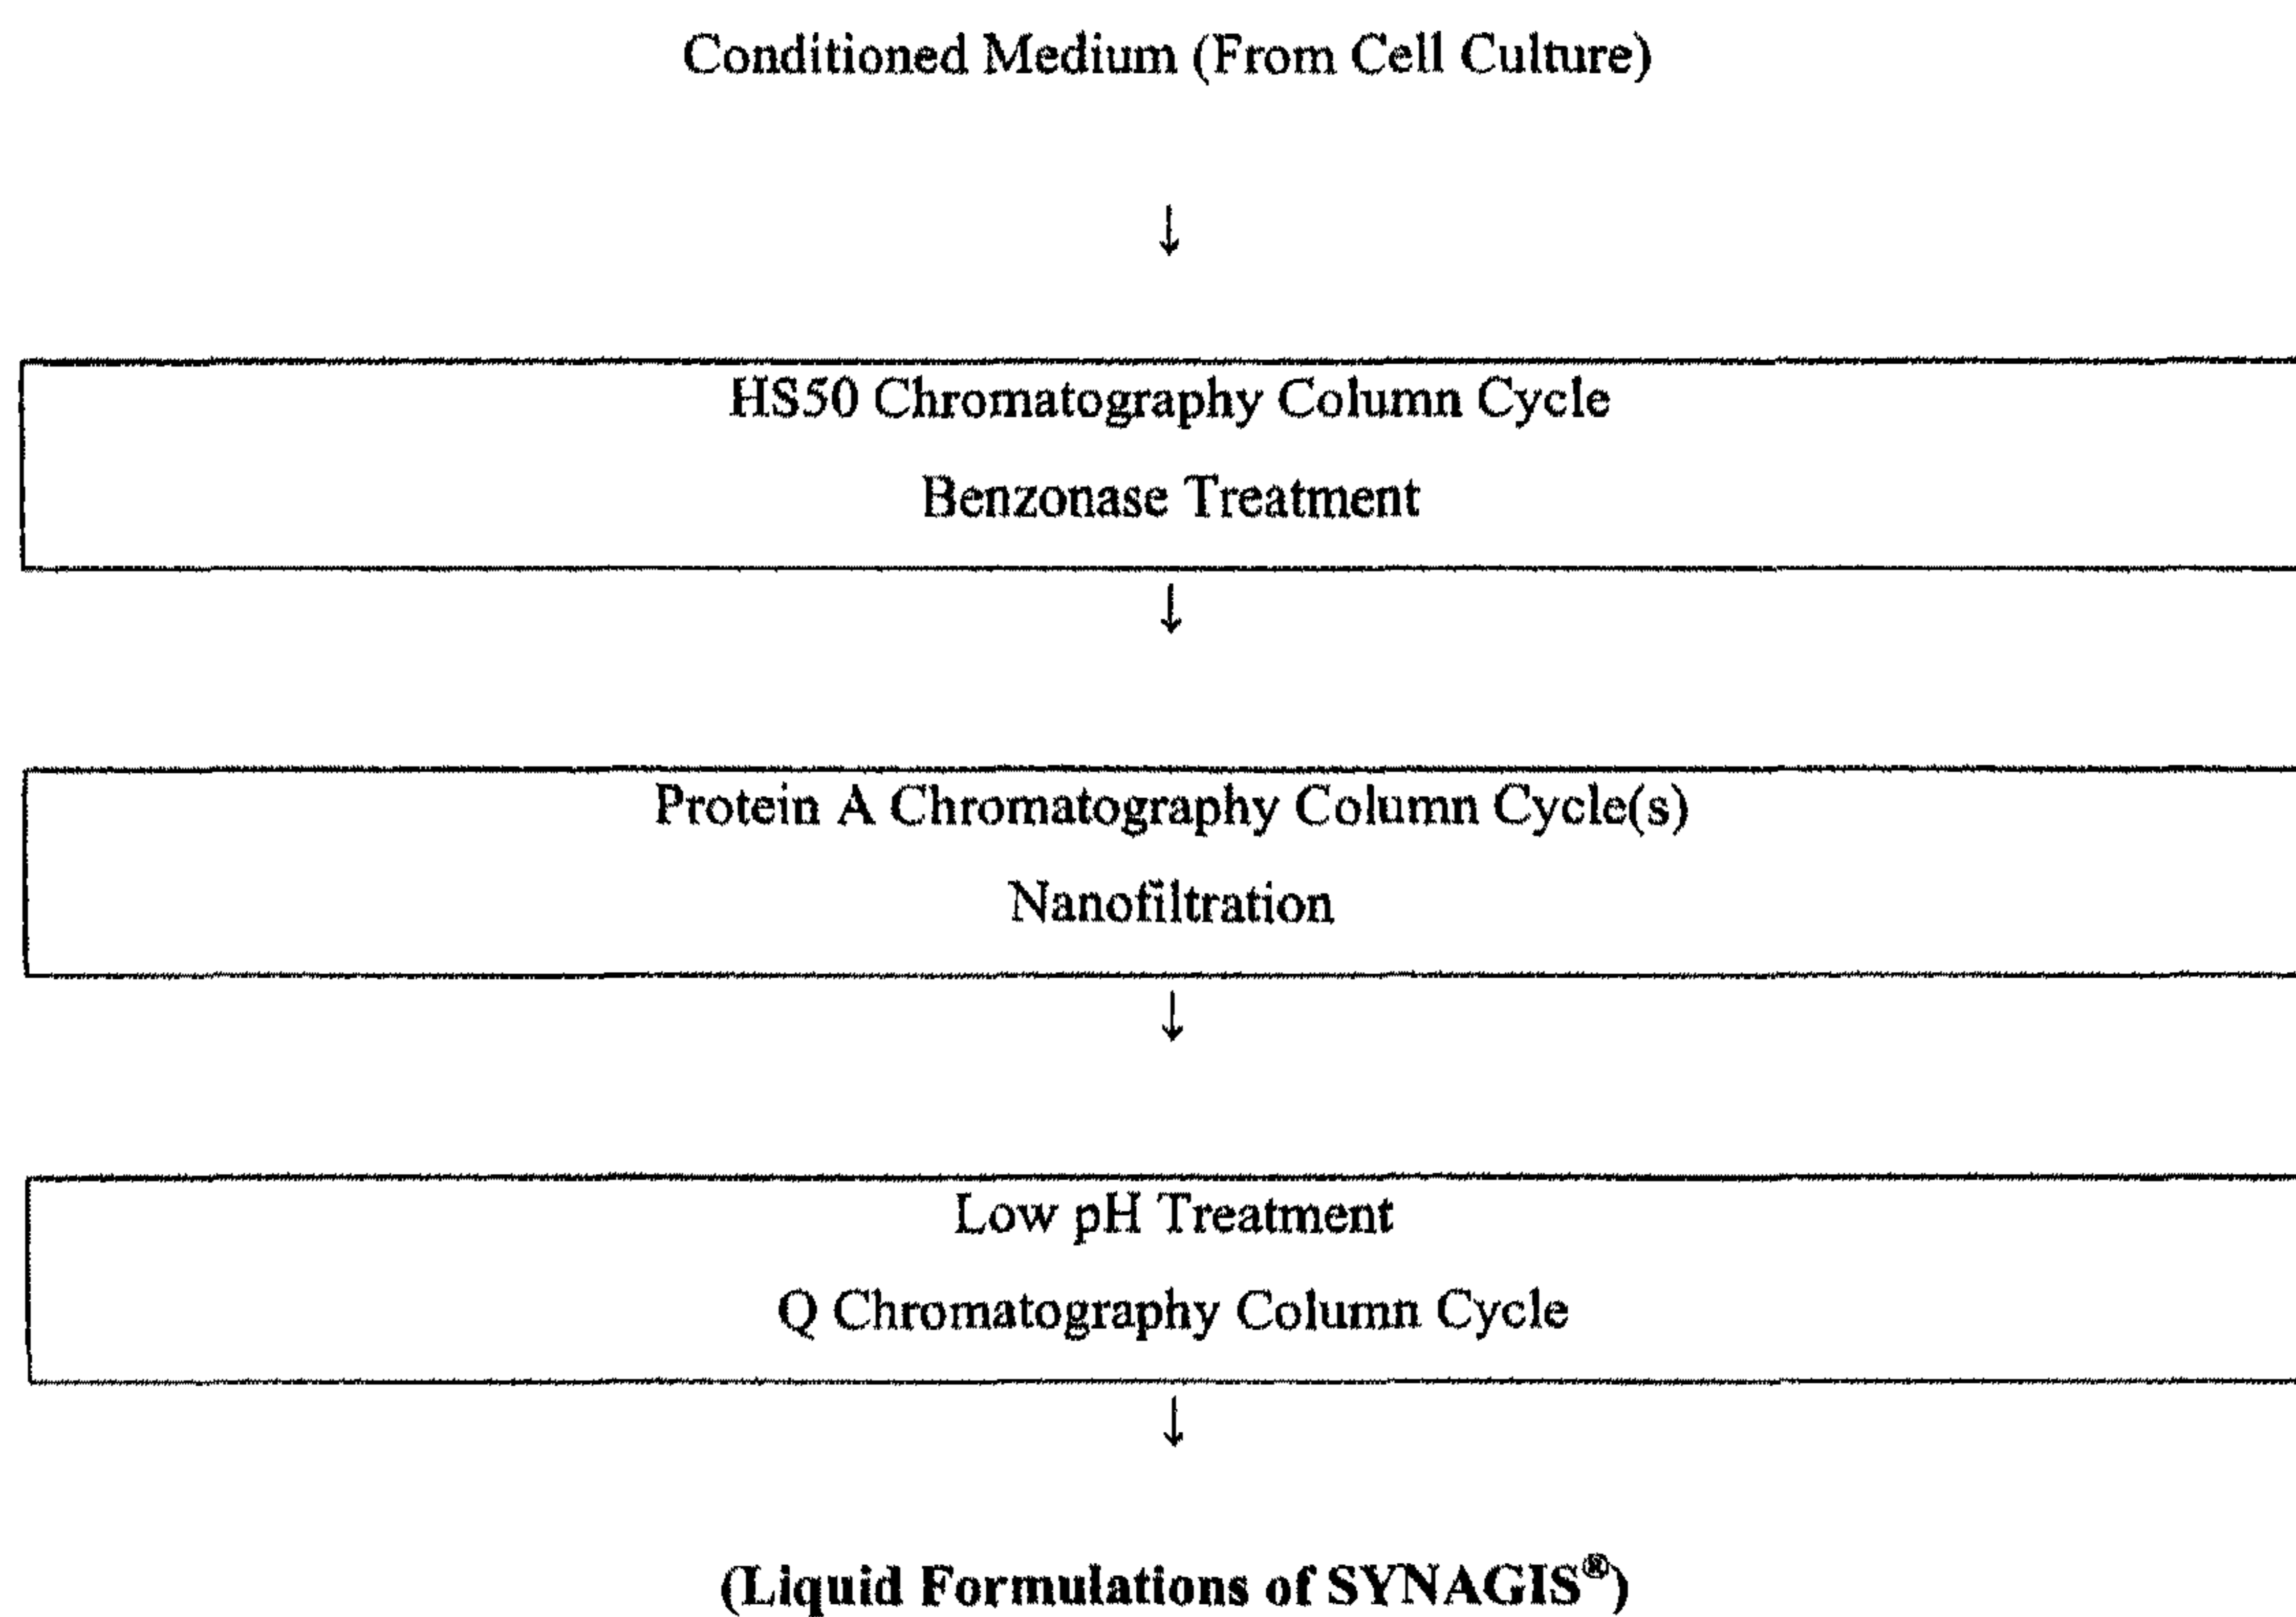 Conditioned Medium (From Cell Culture)
↓
HS50 Chromatography Column Cycle
Benzonase Treatment
↓
Protein A Chromatography Column Cycle(s)
Nanofiltration
↓
Low pH Treatment
Q Chromatography Column Cycle
↓
(Liquid Formulations of SYNAGIS®)